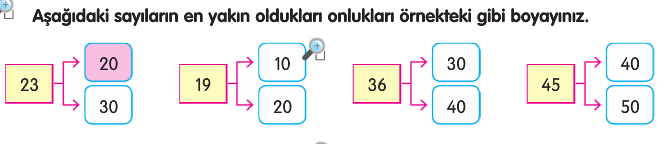 Aşağıdaki sayıların en yakın oldukları onlukları örnekteki gibi boyayınız.
20 10 30 40
23 19 36 45
30 20 40 50